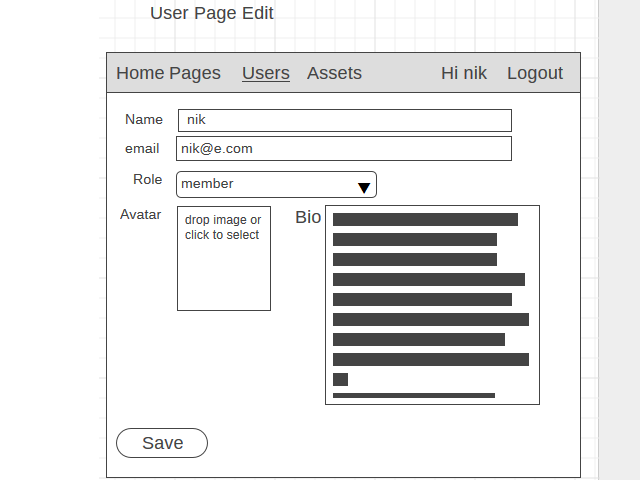 User Page Edit
Home Pages Users Assets Hi nik Logout
Name nik
email nik@e.com
Role member
Avatar drop image or click to select
Bio
Save